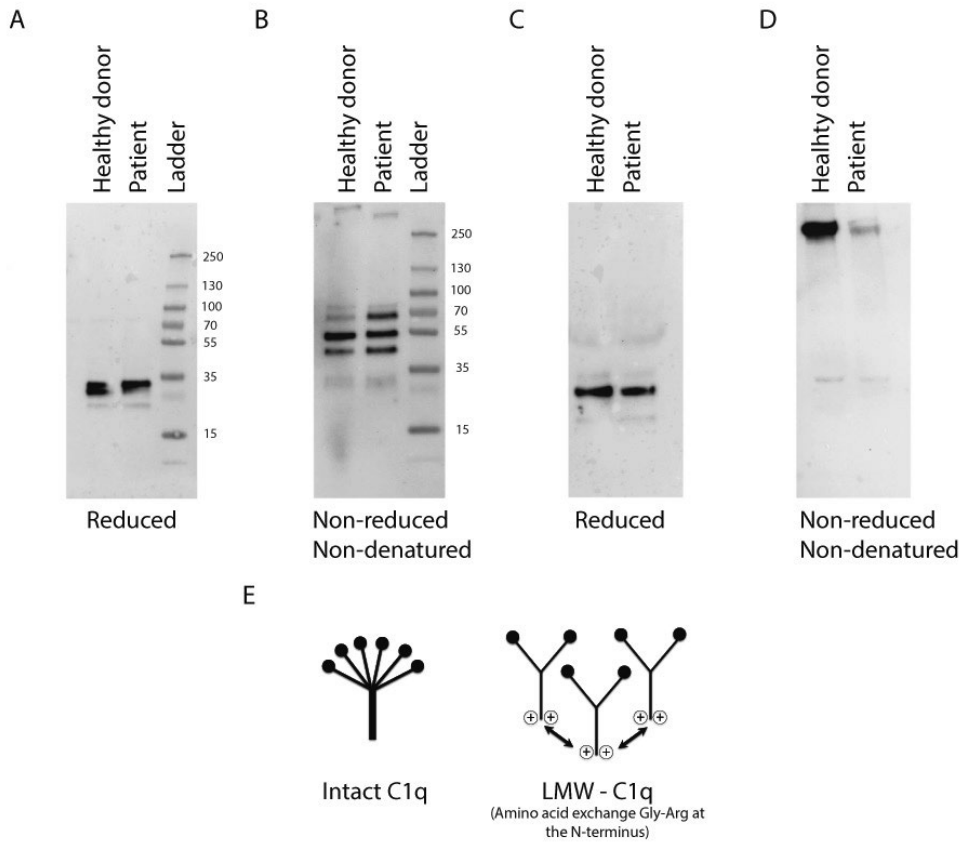 A
Healthy donor
Patient
Ladder
250
130
100
70
55
35
15
Reduced
B
Healthy donor
Patient
Ladder
250
130
100
70
55
35
15
Non-reduced
Non-denatured
C
Healthy donor
Patient
Reduced
D
Healhty donor
Patient
Non-reduced
Non-denatured
E
Intact C1q
+ +
+ +
+ +
LMW - C1q
(Amino acid exchange Gly-Arg at
the N-terminus)